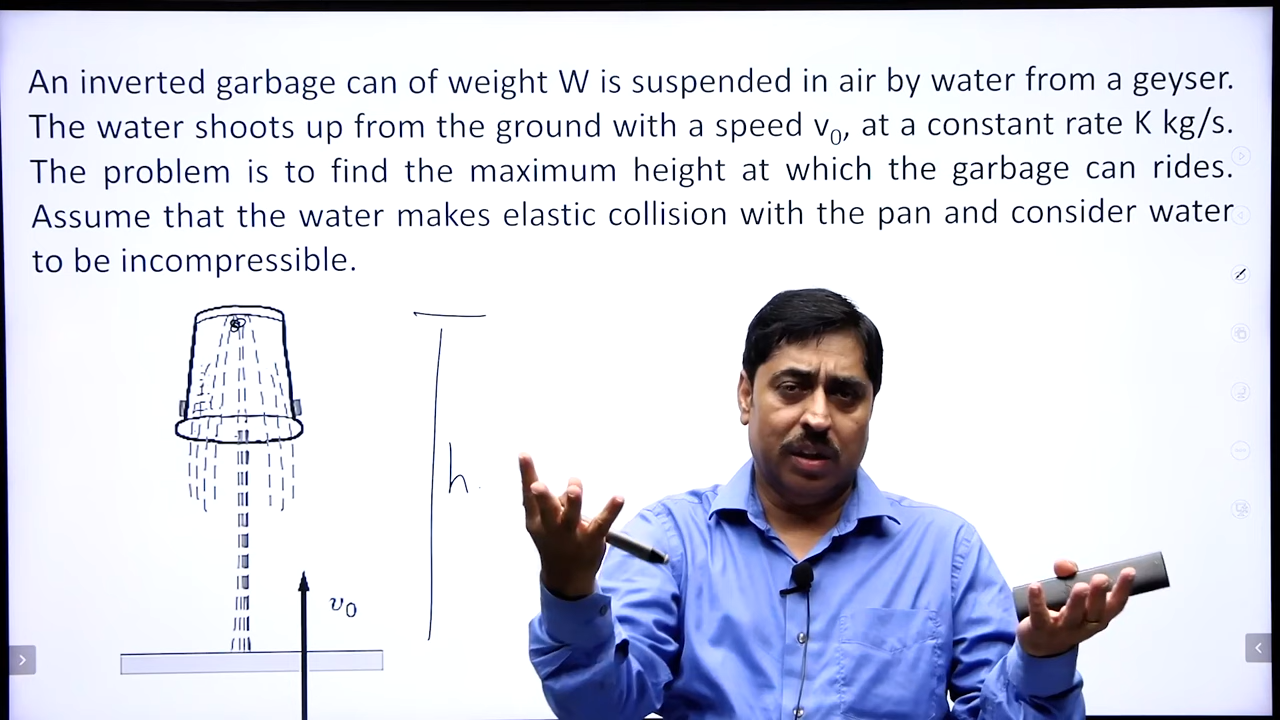 An inverted garbage can of weight W is suspended in air by water from a geyser.
The water shoots up from the ground with a speed v₀, at a constant rate K kg/s.
The problem is to find the maximum height at which the garbage can rides.
Assume that the water makes elastic collision with the pan and consider water
to be incompressible.
h
v₀